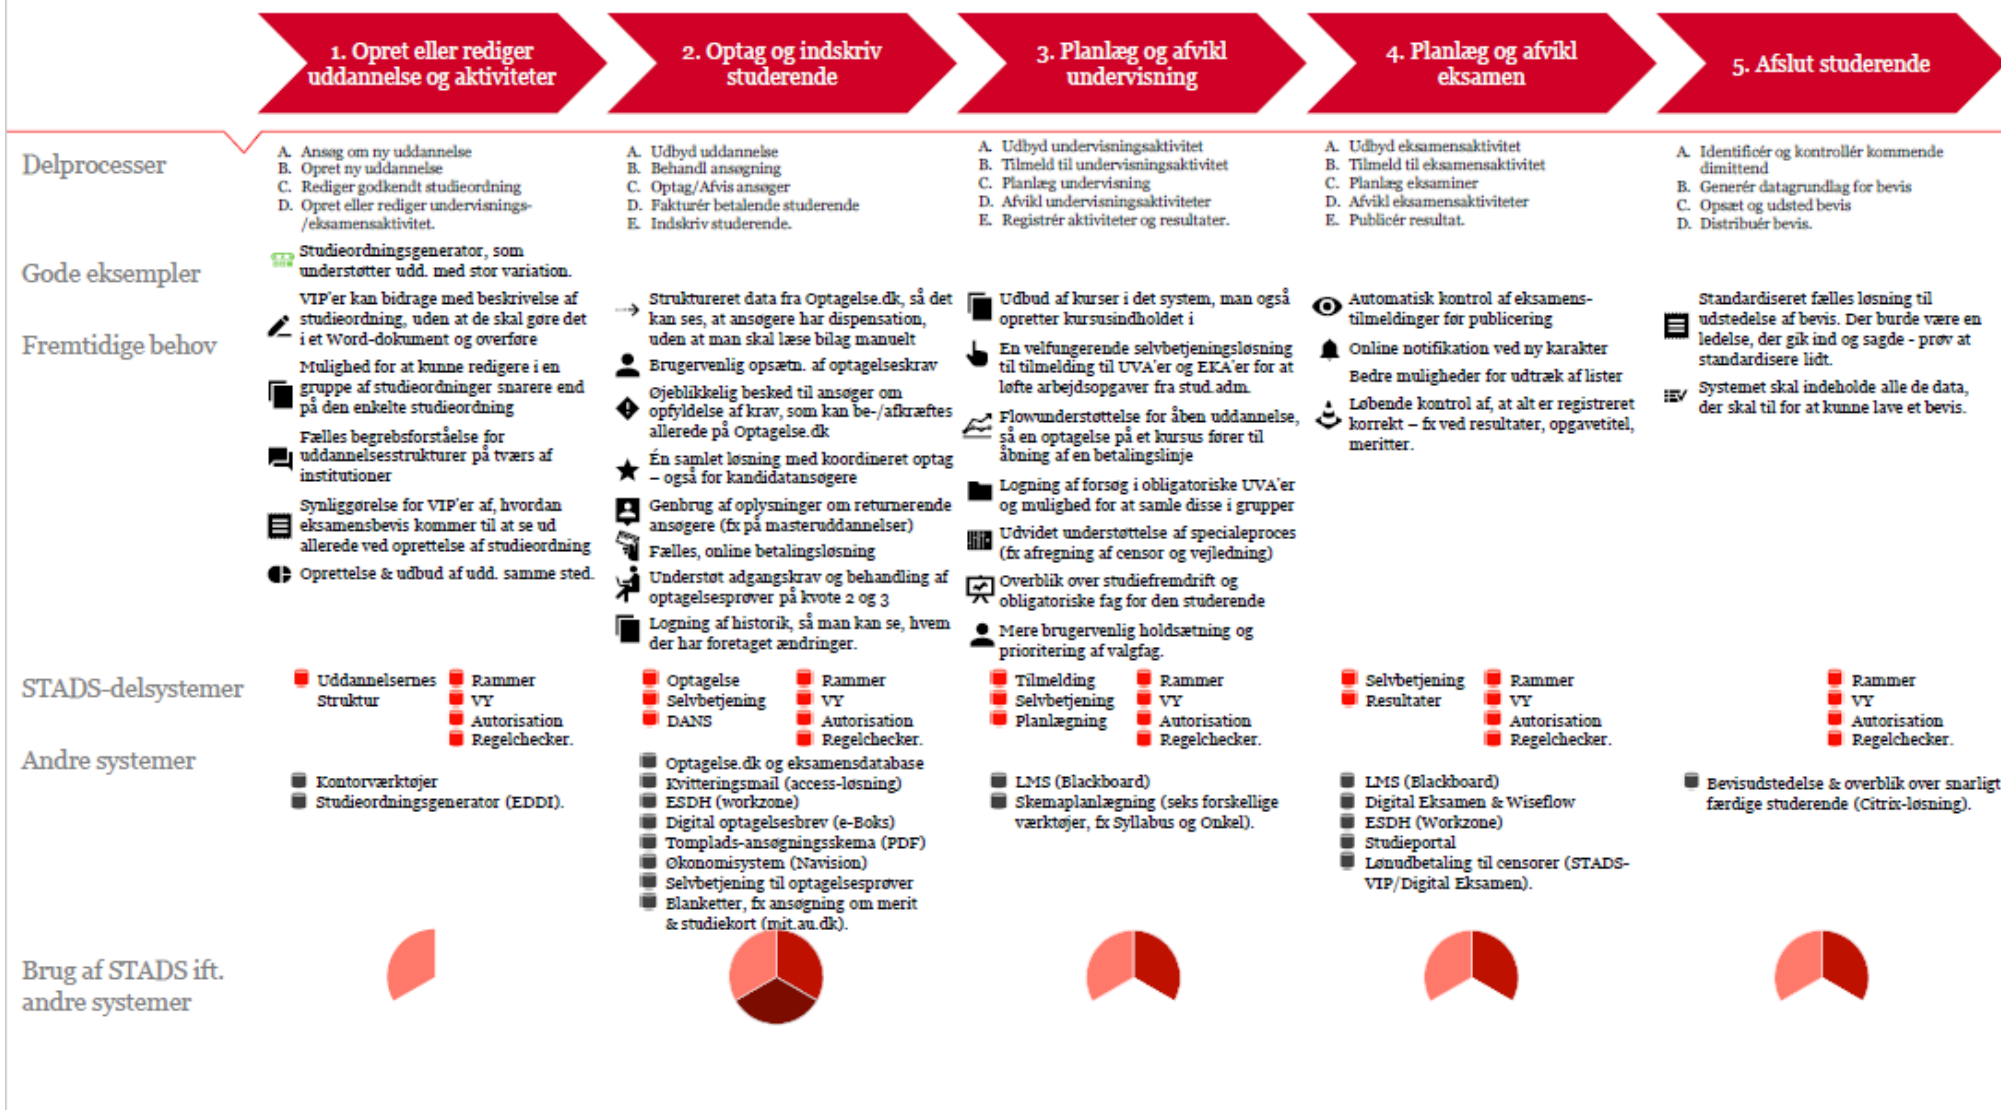 1. Opret eller rediger
uddannelse og aktiviteter
2. Optag og indskriv
studerende
3. Planlæg og afvikl
undervisning
4. Planlæg og afvikl
eksamen
5. Afslut studerende
Delprocesser
A. Ansøg om ny uddannelse
B. Opret ny uddannelse
C. Rediger godkendt studieordning
D. Opret eller rediger undervisnings-
/eksamensaktivitet.
A. Udbyd uddannelse
B. Behandl ansøgning
C. Optag/Afvis ansøger
D. Fakturér betalende studerende
E. Indskriv studerende.
A. Udbyd undervisningsaktivitet
B. Tilmeld til undervisningsaktivitet
C. Planlæg undervisning
D. Afvikl undervisningsaktiviteter
E. Registrér aktiviteter og resultater.
A. Udbyd eksamensaktivitet
B. Tilmeld til eksamensaktivitet
C. Planlæg eksaminer
D. Afvikl eksamensaktiviteter
E. Publicér resultat.
A. Identificér og kontrollér kommende
dimittend
B. Generér datagrundlag for bevis
C. Opsæt og udsted bevis
D. Distribuér bevis.
Gode eksempler
Studieordningsgenerator, som
understøtter udd. med stor variation.
Fremtidige behov
VIP'er kan bidrage med beskrivelse af
studieordning, uden at de skal gøre det
i et Word-dokument og overføre
Mulighed for at kunne redigere i en
gruppe af studieordninger snarere end
på den enkelte studieordning
Fælles begrebsforståelse for
uddannelsesstrukturer på tværs af
institutioner
Synliggørelse for VIP'er af, hvordan
eksamensbevis kommer til at se ud
allerede ved oprettelse af studieordning
Oprettelse & udbud af udd. samme sted.
Struktureret data fra Optagelse.dk, så det
kan ses, at ansøgere har dispensation,
uden at man skal læse bilag manuelt
Brugervenlig opsætn. af optagelseskrav
Øjeblikkelig besked til ansøger om
opfyldelse af krav, som kan be-/afkræftes
allerede på Optagelse.dk
Én samlet løsning med koordineret optag
– også for kandidatansøgere
Genbrug af oplysninger om returnerende
ansøgere (fx på masteruddannelser)
Fælles, online betalingsløsning
Understøt adgangskrav og behandling af
optagelsesprøver på kvote 2 og 3
Logning af historik, så man kan se, hvem
der har foretaget ændringer.
Udbud af kurser i det system, man også
opretter kursusindholdet i
En velfungerende selvbetjeningsløsning
til tilmelding til UVA'er og EKA'er for at
løfte arbejdsopgaver fra stud.adm.
Flowunderstøttelse for åben uddannelse,
så en optagelse på et kursus fører til
åbning af en betalingslinje
Logning af forsøg i obligatoriske UVA'er
og mulighed for at samle disse i grupper
Udvidet understøttelse af specialeproces
(fx afregning af censor og vejledning)
Overblik over studiefremdrift og
obligatoriske fag for den studerende
Mere brugervenlig holdsætning og
prioritering af valgfag.
Automatisk kontrol af eksamens-
tilmeldinger før publicering
Online notifikation ved ny karakter
Bedre muligheder for udtræk af lister
Løbende kontrol af, at alt er registreret
korrekt – fx ved resultater, opgavetitel,
meritter.
Standardiseret fælles løsning til
udstedelse af bevis. Der burde være en
ledelse, der gik ind og sagde - prøv at
standardisere lidt.
Systemet skal indeholde alle de data,
der skal til for at kunne lave et bevis.
STADS-delsystemer
Uddannelsernes
Struktur
Rammer
VY
Autorisation
Regelchecker.
Optagelse
Selvbetjening
DANS
Rammer
VY
Autorisation
Regelchecker.
Tilmelding
Selvbetjening
Planlægning
Rammer
VY
Autorisation
Regelchecker.
Selvbetjening
Resultater
Rammer
VY
Autorisation
Regelchecker.
Rammer
VY
Autorisation
Regelchecker.
Andre systemer
Kontorværktøjer
Studieordningsgenerator (EDDI).
Optagelse.dk og eksamensdatabase
Kvitteringsmail (access-løsning)
ESDH (workzone)
Digital optagelsesbrev (e-Boks)
Tomplads-ansøgningsskema (PDF)
Økonomisystem (Navision)
Selvbetjening til optagelsesprøver
Blanketter, fx ansøgning om merit
& studiekort (mit.au.dk).
LMS (Blackboard)
Skemaplanlægning (seks forskellige
værktøjer, fx Syllabus og Onkel).
LMS (Blackboard)
Digital Eksamen & Wiseflow
ESDH (Workzone)
Studieportal
Lønudbetaling til censorer (STADS-
VIP/Digital Eksamen).
Bevisudstedelse & overblik over snarligt
færdige studerende (Citrix-løsning).
Brug af STADS ift.
andre systemer